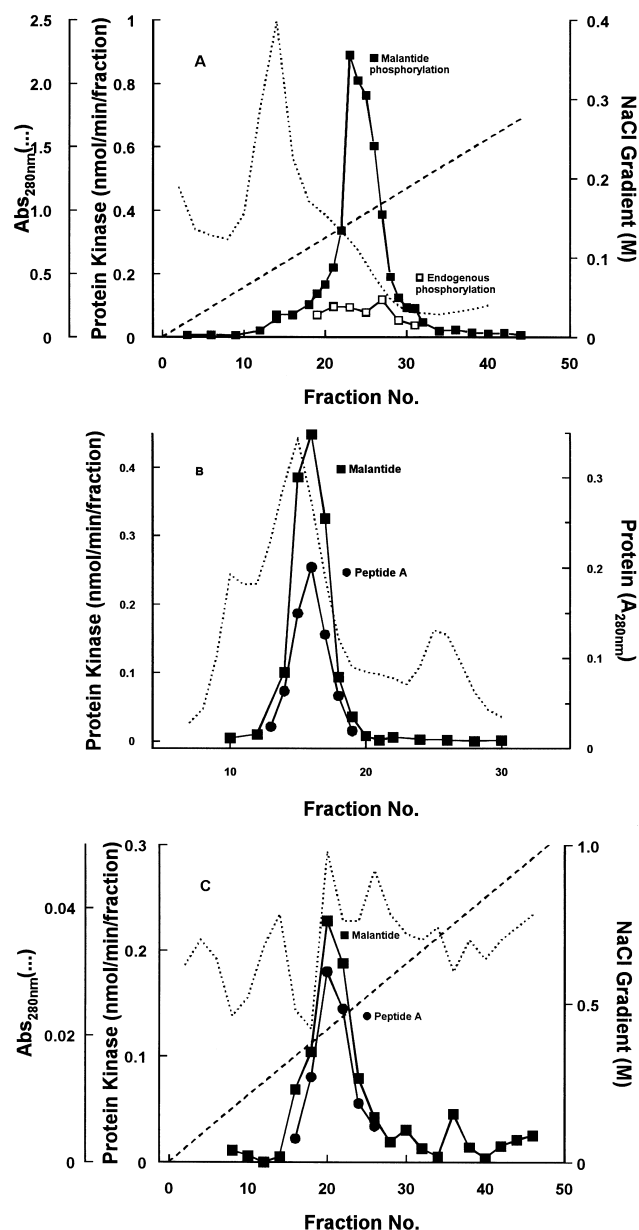 A
Malantide
phosphorylation
Endogenous
phosphorylation
Abs280nm(...)
2.5
2.0
1.5
1.0
0.5
0
Protein Kinase (nmol/min/fraction)
1
0.8
0.6
0.4
0.2
0
NaCl Gradient (M)
0.4
0.3
0.2
0.1
0
0 10 20 30 40 50
Fraction No.
B
Malantide
Peptide A
Protein Kinase (nmol/min/fraction)
0.4
0.3
0.2
0.1
0
Protein (A280nm)
0.3
0.2
0.1
0
10 20 30
Fraction No.
C
Malantide
Peptide A
Abs280nm(...)
0.04
0.02
0
Protein Kinase (nmol/min/fraction)
0.3
0.2
0.1
0
NaCl Gradient (M)
1.0
0.5
0
0 10 20 30 40 50
Fraction No.